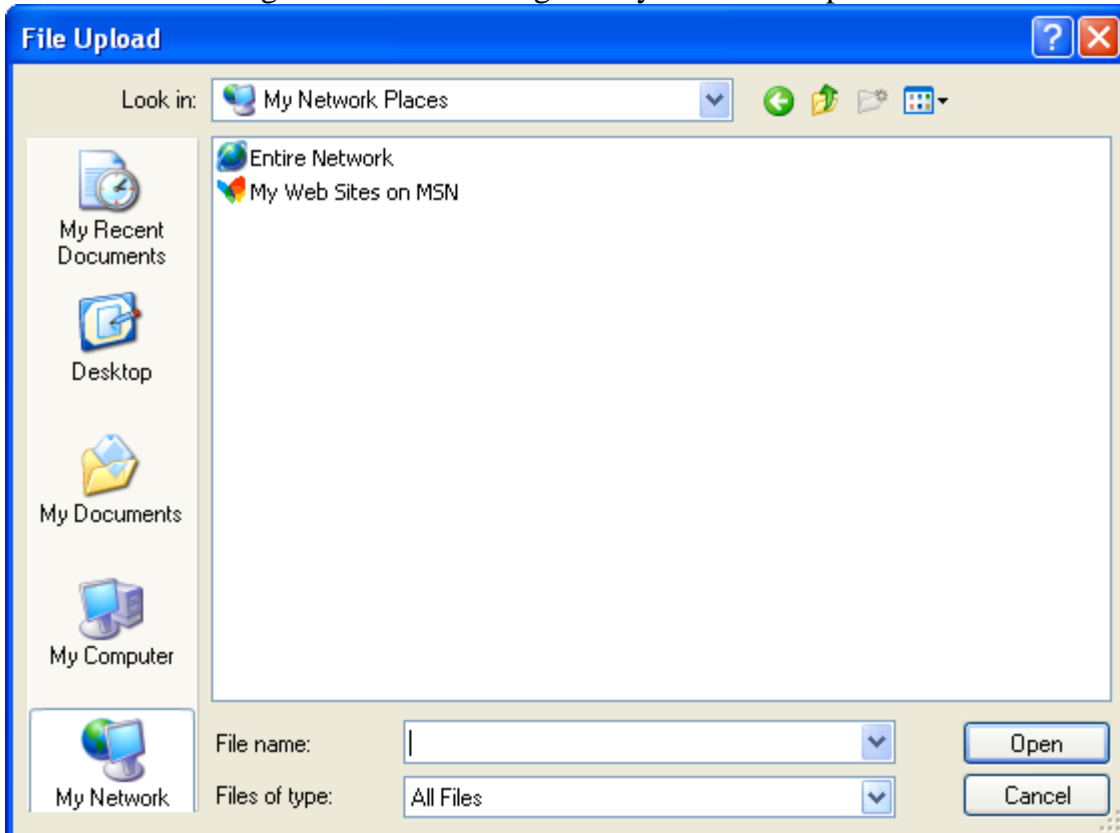 File Upload
Look in: My Network Places
Entire Network
My Web Sites on MSN
My Recent
Documents
Desktop
My Documents
My Computer
My Network
File name: Open
Files of type: All Files Cancel